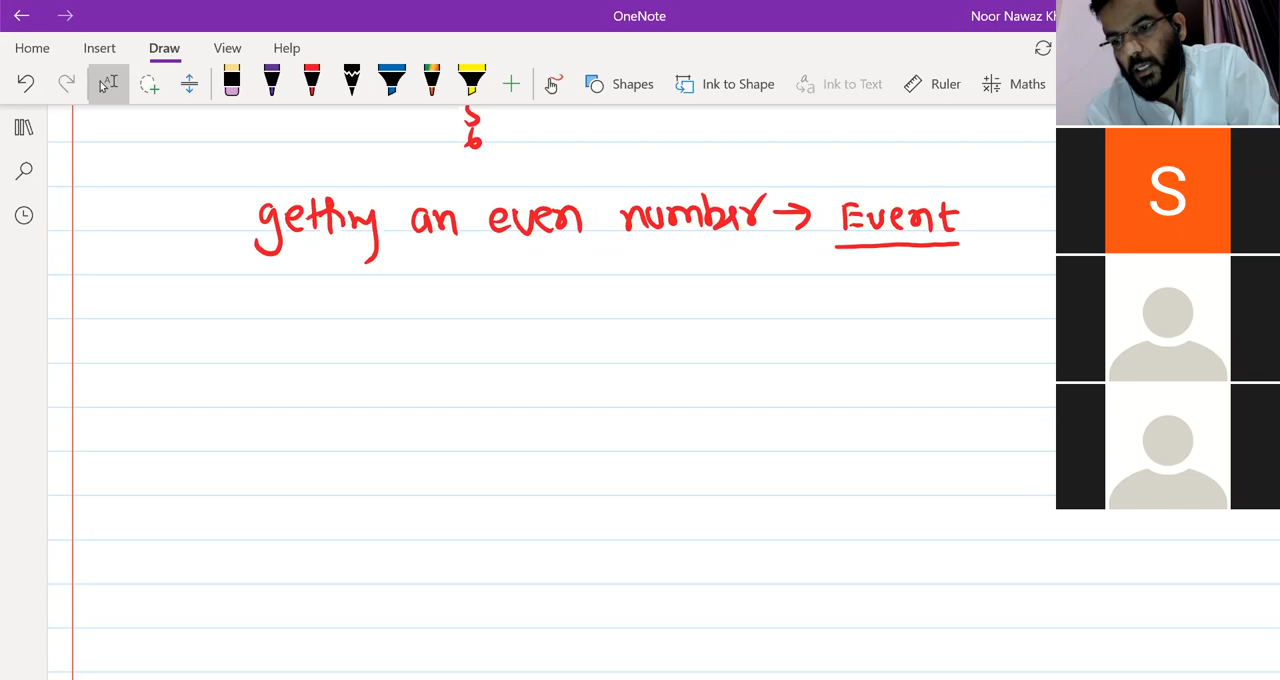 OneNote
Noor Nawaz Kh
Home Insert Draw View Help
Shapes Ink to Shape Ink to Text Ruler Maths
5
6
getting an even number → Event
S